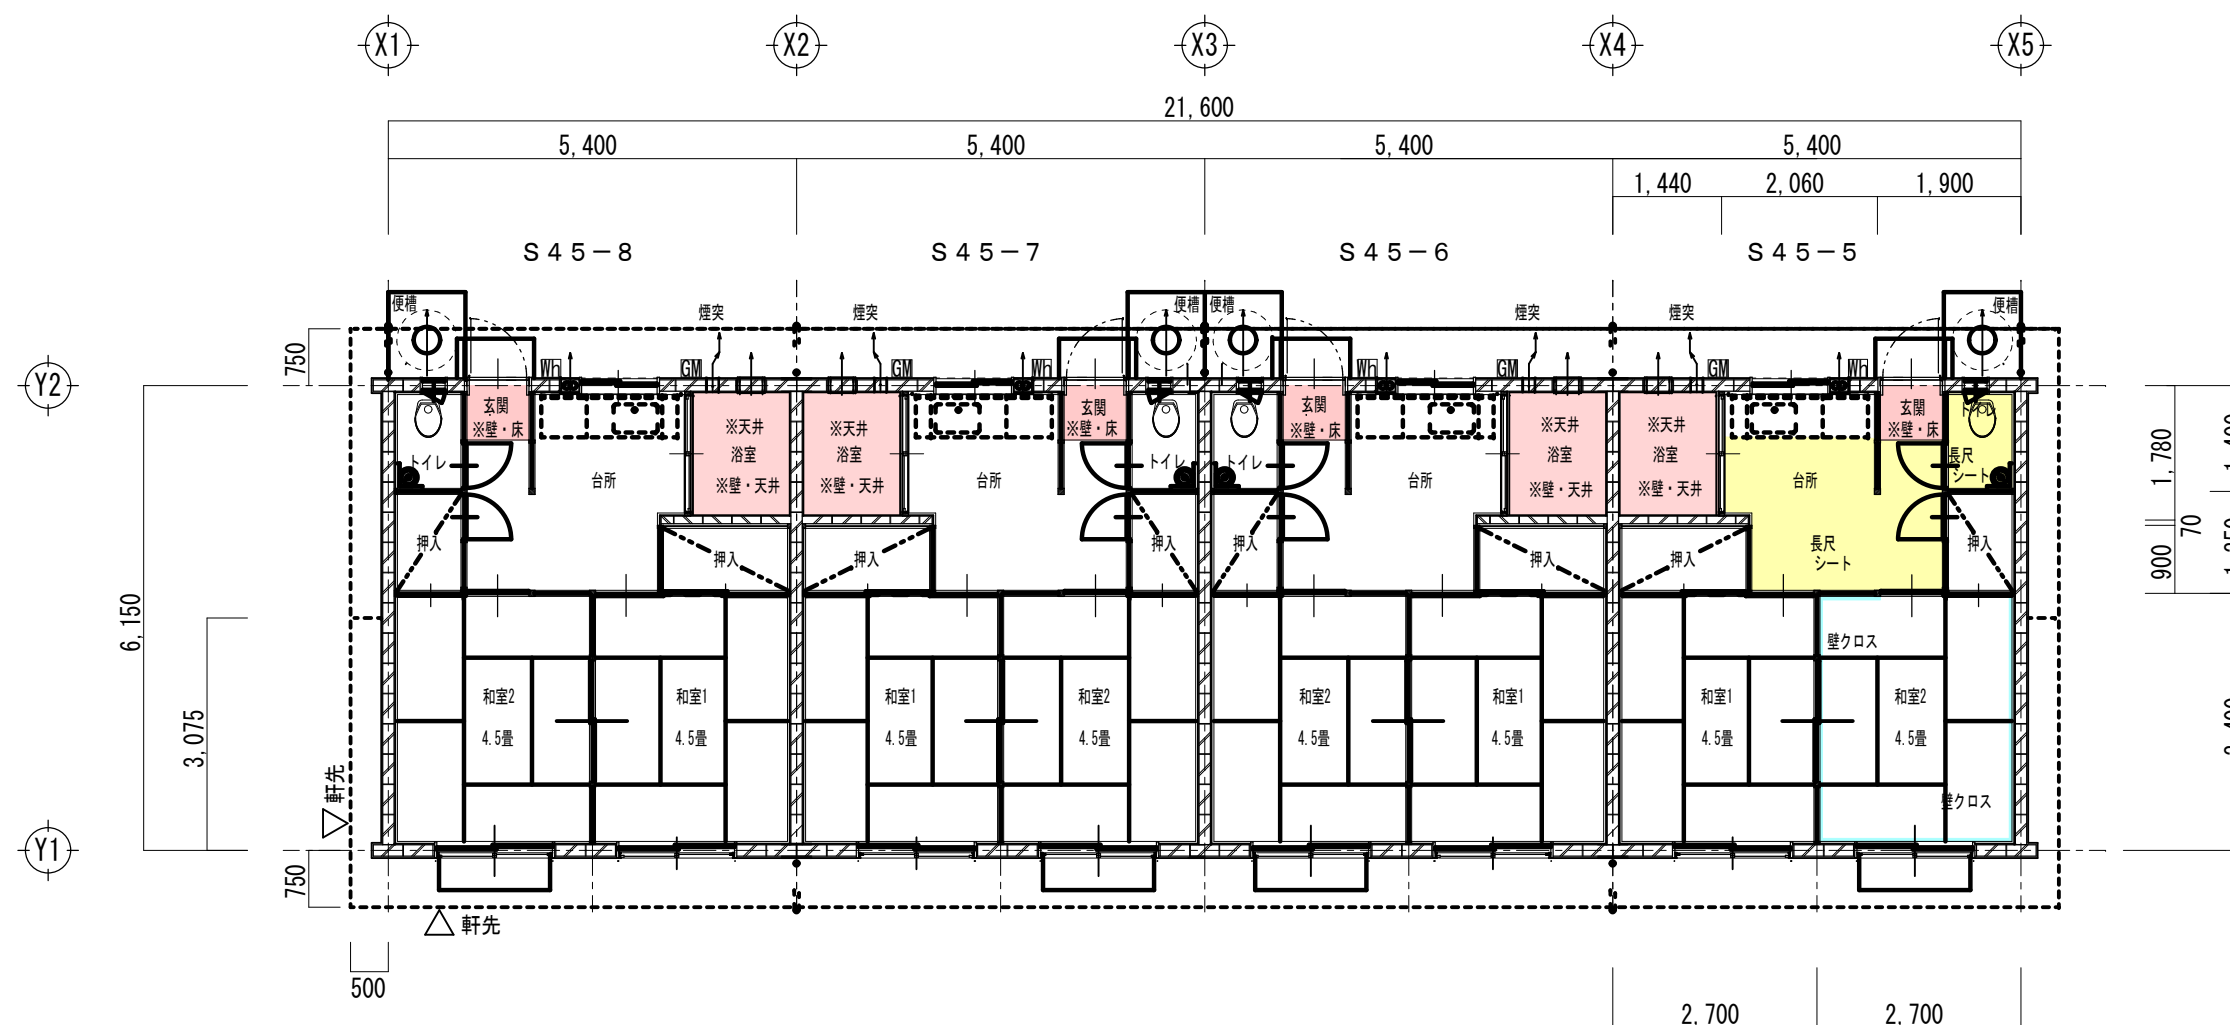 X1 X2 X3 X4 X5
21,600
5,400 5,400 5,400 5,400
1,440 2,060 1,900
S45-8 S45-7 S45-6 S45-5
便槽 煙突 煙突 便槽 便槽 煙突 煙突 便槽
750
Wh GM GM Wh Wh GM GM Wh
Y2
玄関 玄関 玄関 玄関 トイレ
※壁・床 ※天井 ※天井 ※壁・床 ※壁・床 ※天井 ※天井 ※壁・床
浴室 浴室 浴室 浴室
トイレ 台所 ※壁・天井 ※壁・天井 台所 トイレ トイレ 台所 ※壁・天井 ※壁・天井 台所 長尺
シート
1,780
70
900
押入 押入 押入 押入 押入 押入 押入 長尺 押入
シート
6,150
3,075
壁クロス
和室2 和室1 和室1 和室2 和室2 和室1 和室1 和室2
4.5畳 4.5畳 4.5畳 4.5畳 4.5畳 4.5畳 4.5畳 4.5畳
軒先
壁クロス
Y1
750
軒先
500
2,700 2,700